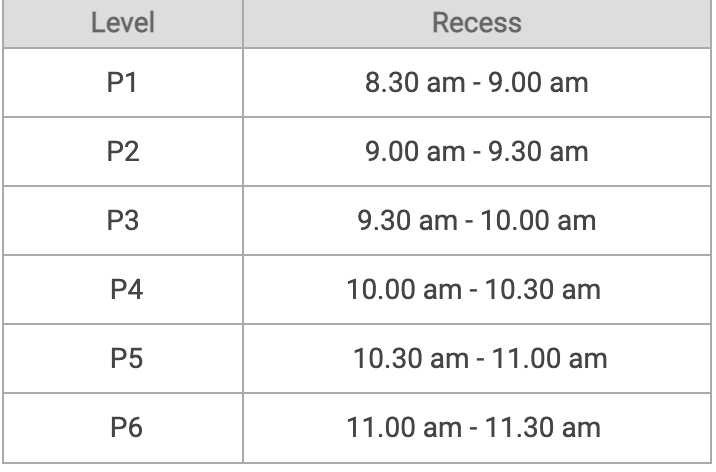 Level Recess
P1 8.30 am - 9.00 am
P2 9.00 am - 9.30 am
P3 9.30 am - 10.00 am
P4 10.00 am - 10.30 am
P5 10.30 am - 11.00 am
P6 11.00 am - 11.30 am